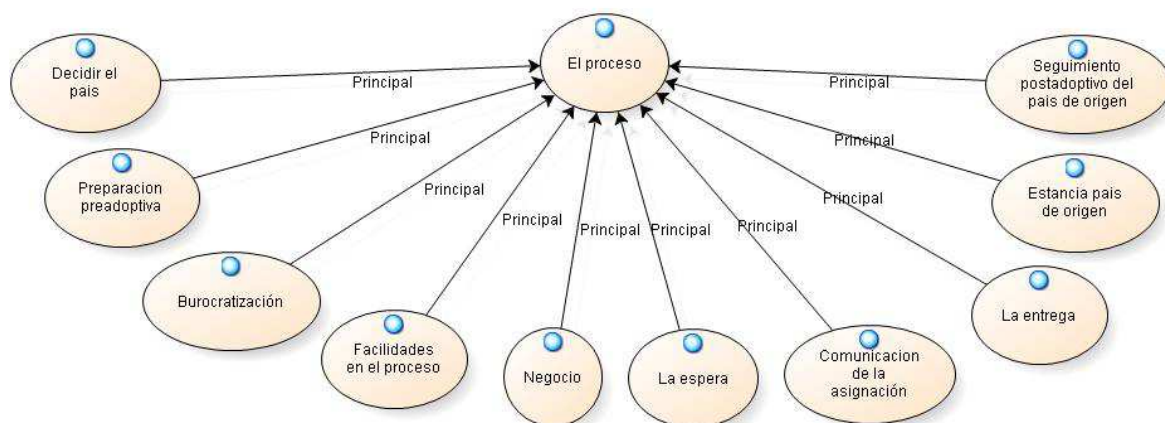 El proceso
Decidir el
pais
Principal
Principal
Seguimiento
postadoptivo del
pais de origen
Preparacion
preadoptiva
Principal
Principal
Estancia pais
de origen
Burocratización
Principal
Principal
Principal
Principal
Principal
Principal
La entrega
Facilidades
en el proceso
Negocio
La espera
Comunicacion
de la
asignación